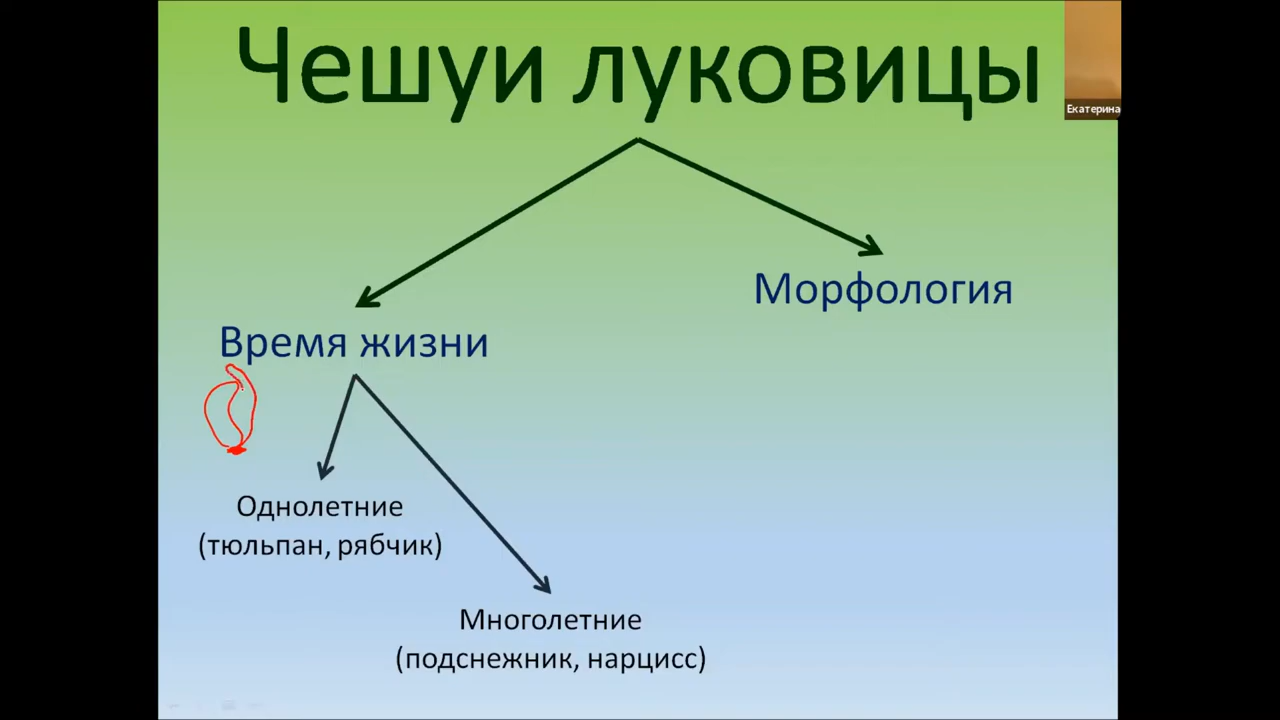 Чешуи луковицы
Екатерина
Морфология
Время жизни
Однолетние
(тюльпан, рябчик)
Многолетние
(подснежник, нарцисс)